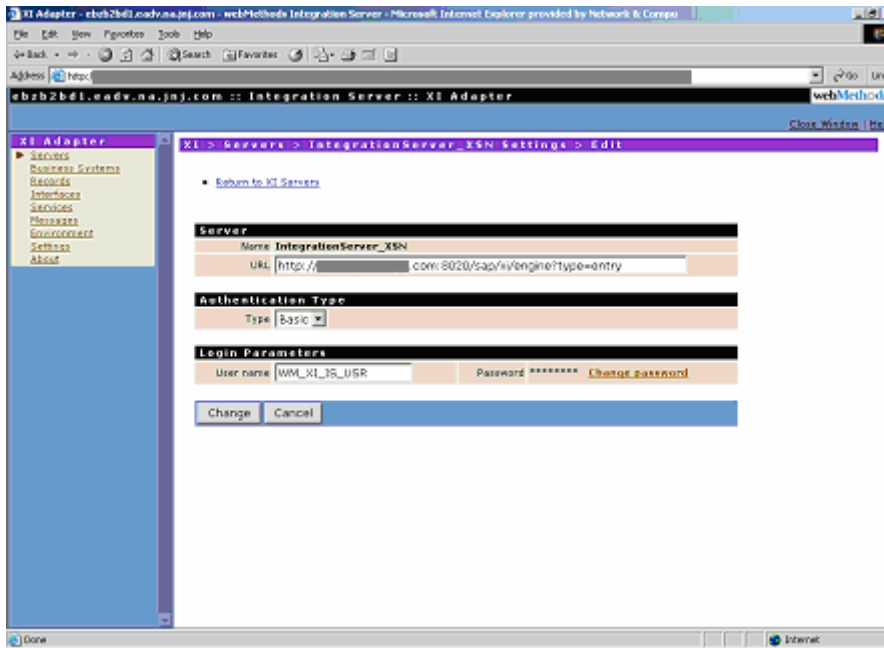 XI Adapter - ebzb2bd1.eadv.na.jnj.com - webMethods Integration Server - Microsoft Internet Explorer provided by Network & Compu
File Edit View Favorites Tools Help
Back Search Favorites
Address http:/ Go
ebzb2bd1.eadv.na.jnj.com :: Integration Server :: XI Adapter webMethods
Close Window |
XI Adapter
Servers
Business Systems
Records
Interfaces
Services
Messages
Environment
Settings
About
XI > Servers > IntegrationServer_XSN Settings > Edit
Return to XI Servers
Server
Name IntegrationServer_XSN
URL http:// .com:8020/sap/xi/engine?type=entry
Authentication Type
Type Basic
Login Parameters
User name WM_XI_IS_USR Password ******** Change password
Change Cancel
Done Internet